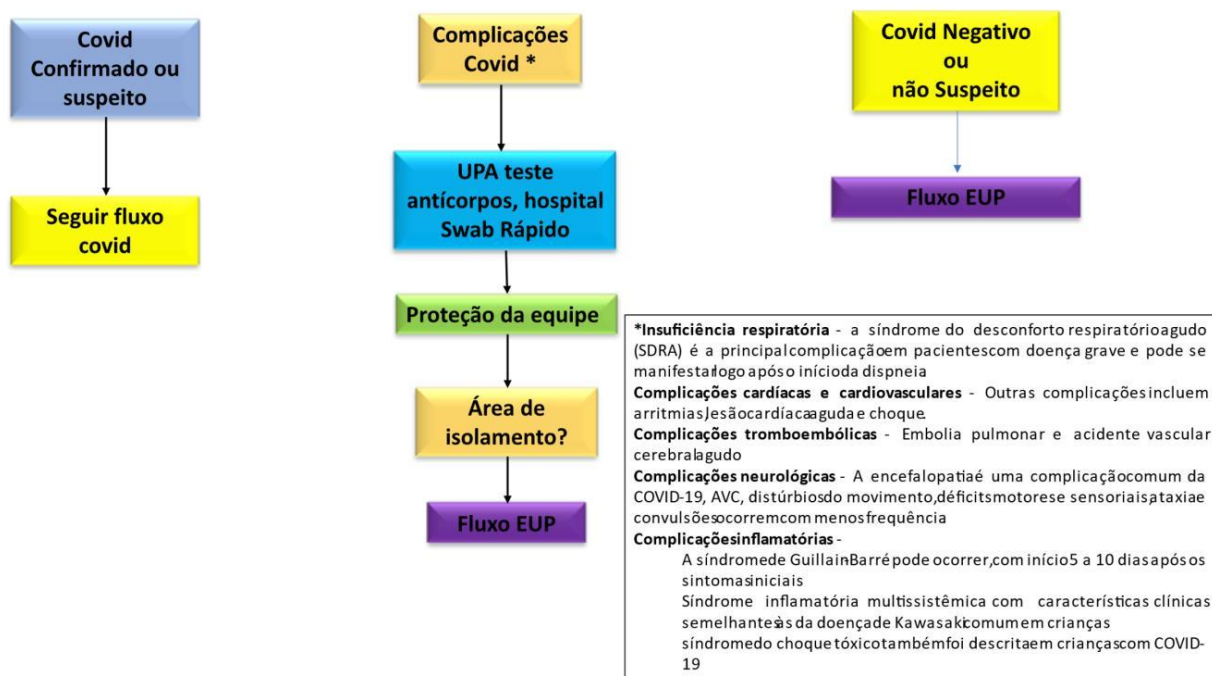 Covid
Confirmado ou
suspeito
Seguir fluxo
covid
Complicações
Covid *
UPA teste
antícorpos, hospital
Swab Rápido
Proteção da equipe
Área de
isolamento?
Fluxo EUP
Covid Negativo
ou
não Suspeito
Fluxo EUP
*Insuficiência respiratória - a síndrome do desconforto respiratório agudo
(SDRA) é a principal complicação em pacientes com doença grave e pode se
manifestar logo após o início da dispneia
Complicações cardíacas e cardiovasculares - Outras complicações incluem
arritmias, lesão cardíaca aguda e choque.
Complicações tromboembólicas - Embolia pulmonar e acidente vascular
cerebral agudo
Complicações neurológicas - A encefalopatia é uma complicação comum da
COVID-19, AVC, distúrbios do movimento, déficits motores e sensoriais, ataxia e
convulsões ocorrem com menos frequência
Complicações inflamatórias -
A síndrome de Guillain-Barré pode ocorrer, com início 5 a 10 dias após os
sintomas iniciais
Síndrome inflamatória multissistêmica com características clínicas
semelhantes às da doença de Kawasaki comum em crianças
síndrome do choque tóxico também foi descrita em crianças com COVID-
19